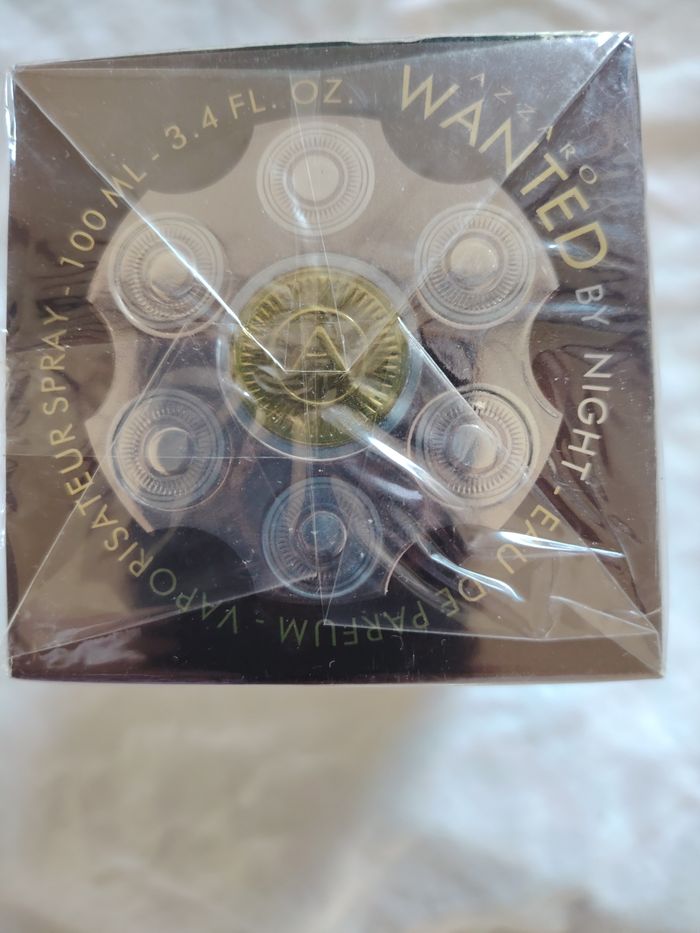 AZZARO
WANTED BY NIGHT - EAU DE PARFUM - VAPORISATEUR SPRAY - 100 ML - 3.4 FL. OZ.
A